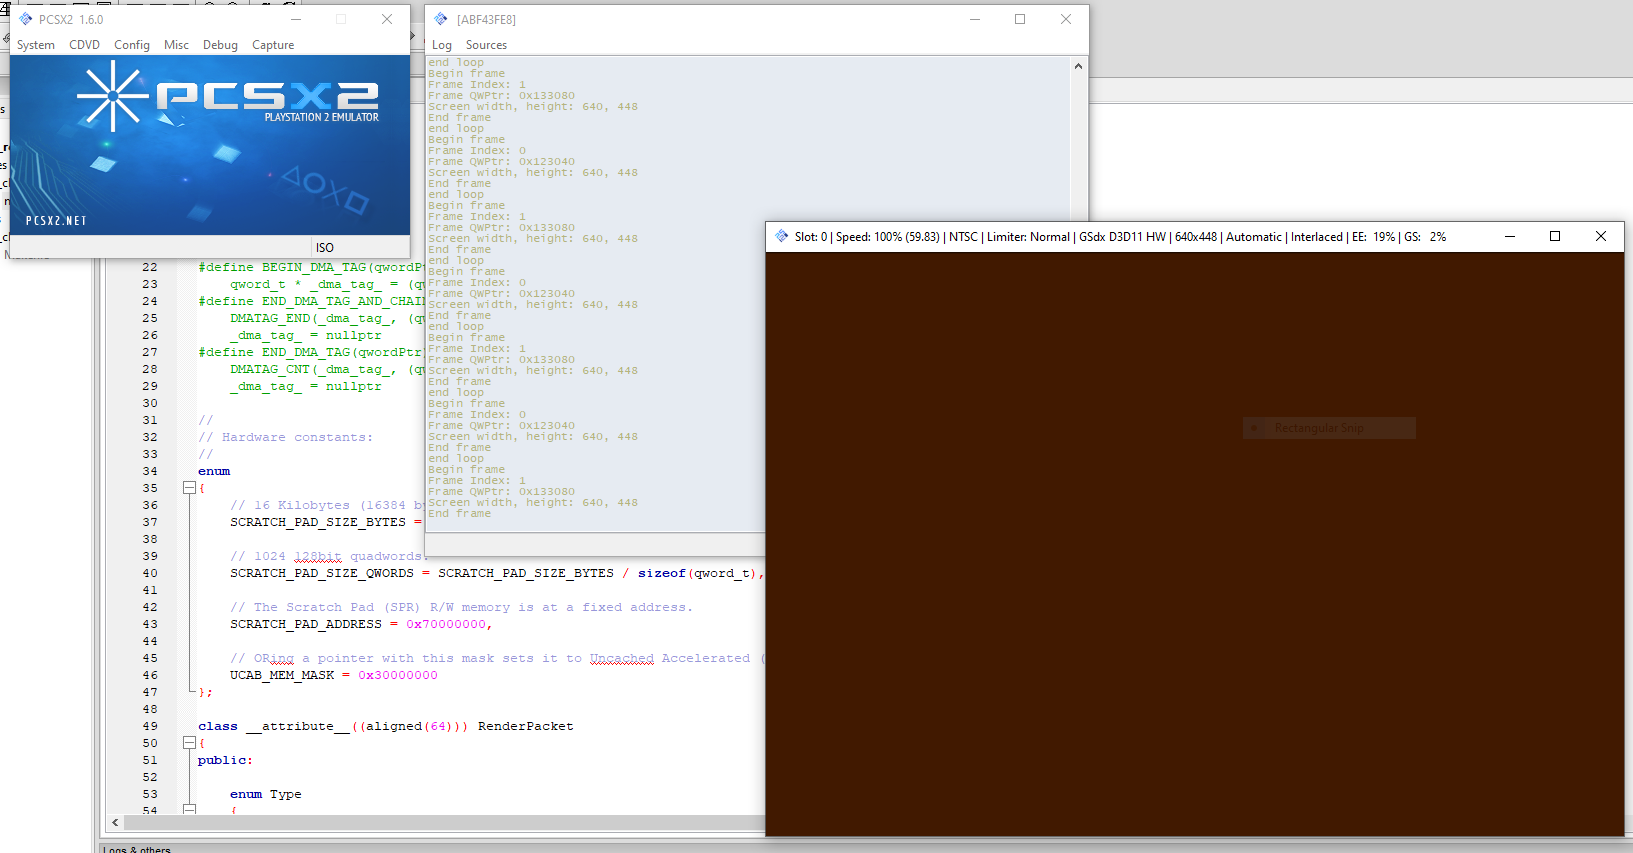 PCSX2 1.6.0
System CDVD Config Misc Debug Capture
PCSX2
PLAYSTATION 2 EMULATOR
PCSX2.NET
ISO
[ABF43FE8]
Log Sources
end loop
Begin frame
Frame Index: 1
Frame QWPtr: 0x133080
Screen width, height: 640, 448
End frame
end loop
Begin frame
Frame Index: 0
Frame QWPtr: 0x123040
Screen width, height: 640, 448
End frame
end loop
Begin frame
Frame Index: 1
Frame QWPtr: 0x133080
Screen width, height: 640, 448
End frame
end loop
Begin frame
Frame Index: 0
Frame QWPtr: 0x123040
Screen width, height: 640, 448
End frame
end loop
Begin frame
Frame Index: 1
Frame QWPtr: 0x133080
Screen width, height: 640, 448
End frame
end loop
Begin frame
Frame Index: 0
Frame QWPtr: 0x123040
Screen width, height: 640, 448
End frame
end loop
Begin frame
Frame Index: 1
Frame QWPtr: 0x133080
Screen width, height: 640, 448
End frame
Slot: 0 | Speed: 100% (59.83) | NTSC | Limiter: Normal | GSdx D3D11 HW | 640x448 | Automatic | Interlaced | EE: 19% | GS: 2%
Rectangular Snip
22 #define BEGIN_DMA_TAG(qwordPt
23 qword_t * _dma_tag_ = (qw
24 #define END_DMA_TAG_AND_CHAIN
25 DMATAG_END(_dma_tag_, (qw
26 _dma_tag_ = nullptr
27 #define END_DMA_TAG(qwordPtr)
28 DMATAG_CNT(_dma_tag_, (qw
29 _dma_tag_ = nullptr
30
31 //
32 // Hardware constants:
33 //
34 enum
35 {
36 // 16 Kilobytes (16384 by
37 SCRATCH_PAD_SIZE_BYTES =
38
39 // 1024 128bit quadwords.
40 SCRATCH_PAD_SIZE_QWORDS = SCRATCH_PAD_SIZE_BYTES / sizeof(qword_t),
41
42 // The Scratch Pad (SPR) R/W memory is at a fixed address.
43 SCRATCH_PAD_ADDRESS = 0x70000000,
44
45 // ORing a pointer with this mask sets it to Uncached Accelerated (
46 UCAB_MEM_MASK = 0x30000000
47 };
48
49 class __attribute__((aligned(64))) RenderPacket
50 {
51 public:
52
53 enum Type
54 {
Logs & others